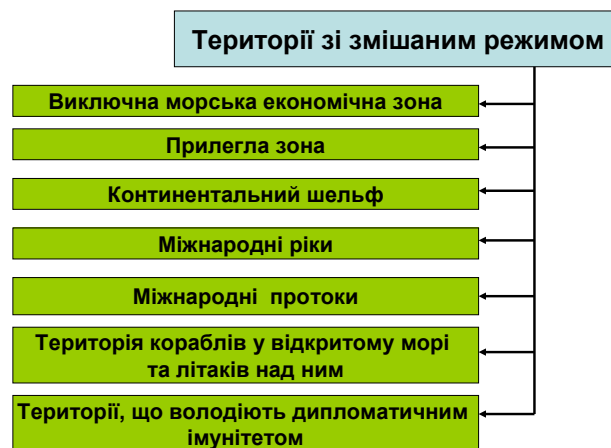 Території зі змішаним режимом
Виключна морська економічна зона
Прилегла зона
Континентальний шельф
Міжнародні ріки
Міжнародні протоки
Територія кораблів у відкритому морі
та літаків над ним
Території, що володіють дипломатичним
імунітетом